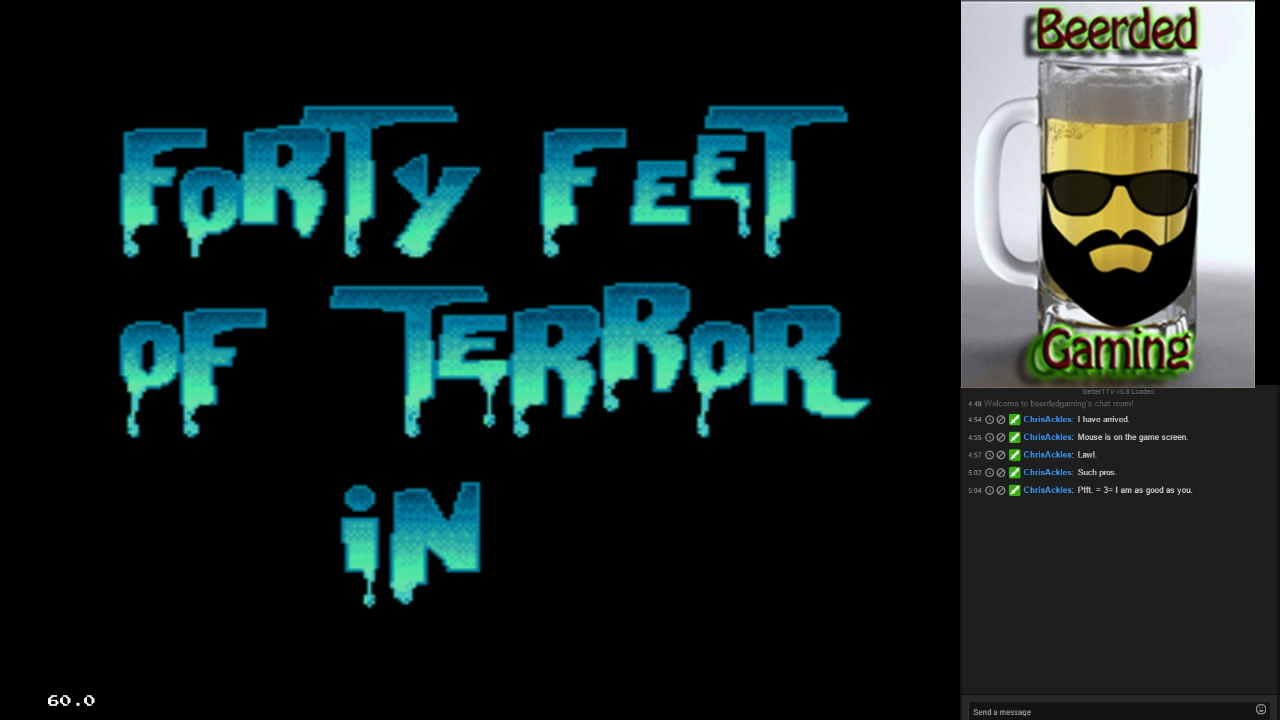 FoRTy FEET
oF TERRoR
iN
60.0
Beerded
Gaming
BetterTTV v6.8 Loaded.
4:48 Welcome to beerdedgaming's chat room!
4:54 ChrisAckles: I have arrived.
4:55 ChrisAckles: Mouse is on the game screen.
4:57 ChrisAckles: Lawl.
5:02 ChrisAckles: Such pros.
5:04 ChrisAckles: Pfft. = 3= I am as good as you.
Send a message